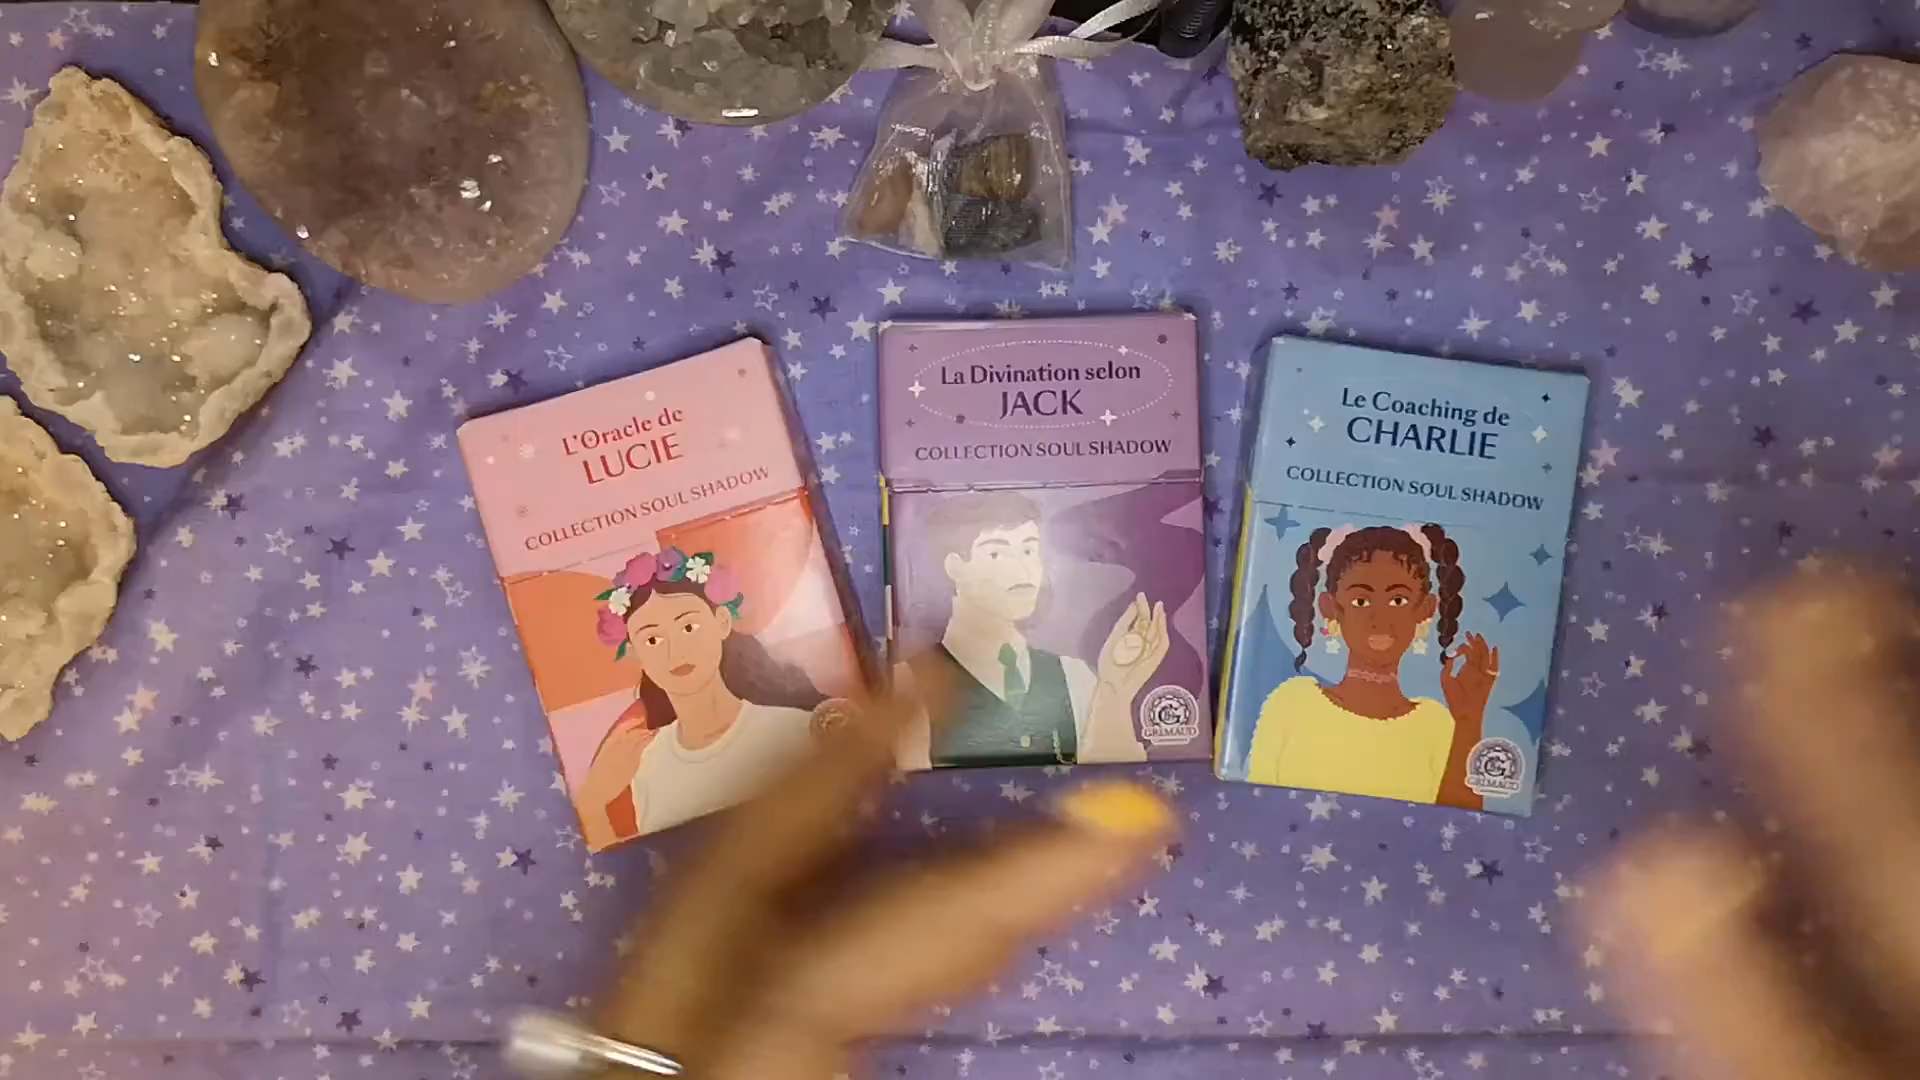 L'Oracle de
LUCIE
COLLECTION SOUL SHADOW
La Divination selon
JACK
COLLECTION SOUL SHADOW
GRIMAUD
Le Coaching de
CHARLIE
COLLECTION SOUL SHADOW
GRIMAUD